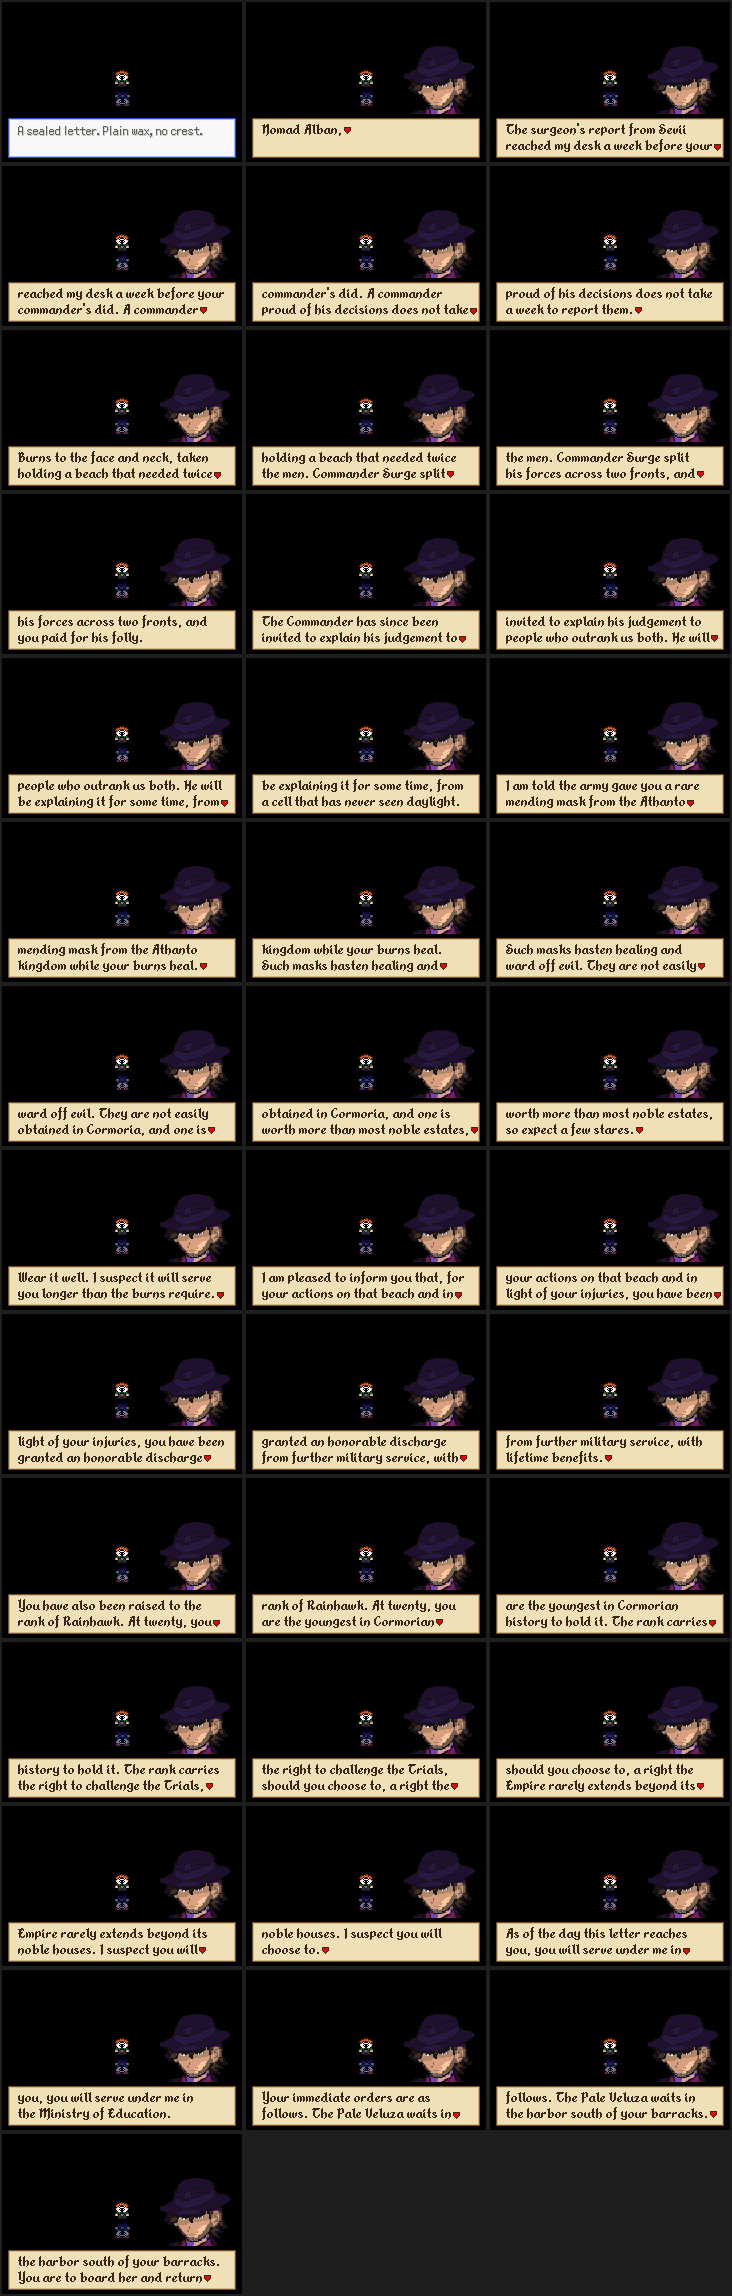 A sealed letter. Plain wax, no crest.
Nomad Alban,
The surgeon's report from Sevii
reached my desk a week before your
reached my desk a week before your
commander's did. A commander
commander's did. A commander
proud of his decisions does not take
proud of his decisions does not take
a week to report them.
Burns to the face and neck, taken
holding a beach that needed twice
holding a beach that needed twice
the men. Commander Surge split
the men. Commander Surge split
his forces across two fronts, and
his forces across two fronts, and
you paid for his folly.
The Commander has since been
invited to explain his judgement to
invited to explain his judgement to
people who outrank us both. He will
people who outrank us both. He will
be explaining it for some time, from
be explaining it for some time, from
a cell that has never seen daylight.
I am told the army gave you a rare
mending mask from the Athanto
mending mask from the Athanto
kingdom while your burns heal.
kingdom while your burns heal.
Such masks hasten healing and
Such masks hasten healing and
ward off evil. They are not easily
ward off evil. They are not easily
obtained in Cormoria, and one is
obtained in Cormoria, and one is
worth more than most noble estates,
worth more than most noble estates,
so expect a few stares.
Wear it well. I suspect it will serve
you longer than the burns require.
I am pleased to inform you that, for
your actions on that beach and in
your actions on that beach and in
light of your injuries, you have been
light of your injuries, you have been
granted an honorable discharge
granted an honorable discharge
from further military service, with
from further military service, with
lifetime benefits.
You have also been raised to the
rank of Rainhawk. At twenty, you
rank of Rainhawk. At twenty, you
are the youngest in Cormorian
are the youngest in Cormorian
history to hold it. The rank carries
history to hold it. The rank carries
the right to challenge the Trials,
the right to challenge the Trials,
should you choose to, a right the
should you choose to, a right the
Empire rarely extends beyond its
Empire rarely extends beyond its
noble houses. I suspect you will
noble houses. I suspect you will
choose to.
As of the day this letter reaches
you, you will serve under me in
you, you will serve under me in
the Ministry of Education.
Your immediate orders are as
follows. The Pale Veluza waits in
follows. The Pale Veluza waits in
the harbor south of your barracks.
the harbor south of your barracks.
You are to board her and return